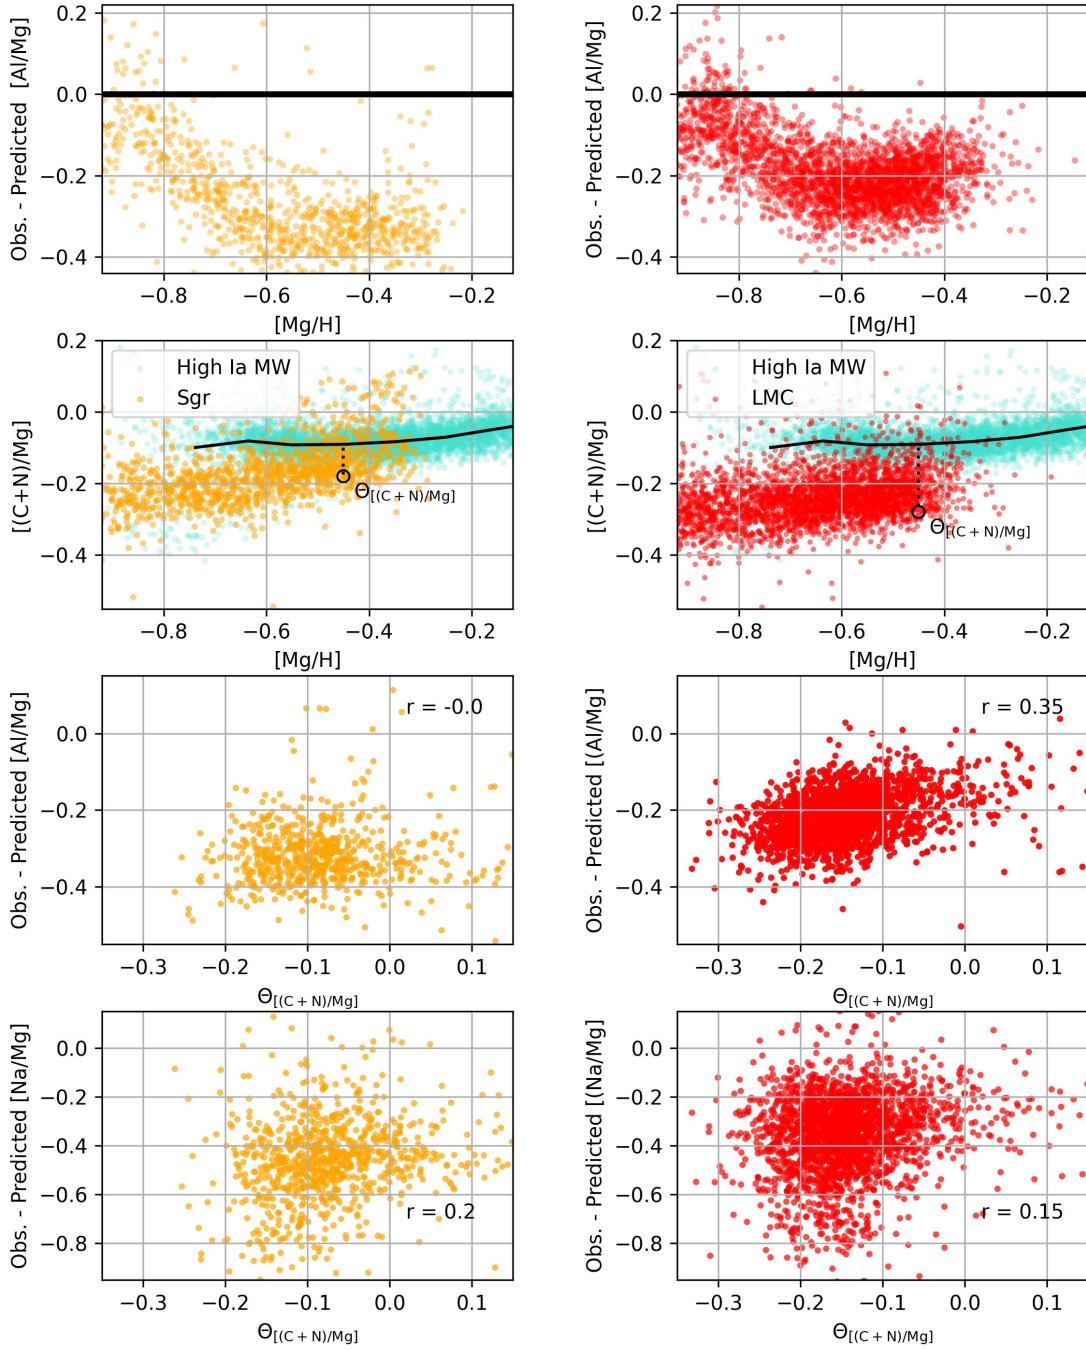 0.2
0.0
−0.2
−0.4
Obs. - Predicted [Al/Mg]
−0.8 −0.6 −0.4 −0.2
[Mg/H]
0.2
0.0
−0.2
−0.4
Obs. - Predicted [Al/Mg]
−0.8 −0.6 −0.4 −0.2
[Mg/H]
0.2
0.0
−0.2
−0.4
[(C+N)/Mg]
High Ia MW
Sgr
Θ[(C + N)/Mg]
−0.8 −0.6 −0.4 −0.2
[Mg/H]
0.2
0.0
−0.2
−0.4
[(C+N)/Mg]
High Ia MW
LMC
Θ[(C + N)/Mg]
−0.8 −0.6 −0.4 −0.2
[Mg/H]
0.0
−0.2
−0.4
Obs. - Predicted [Al/Mg]
r = -0.0
−0.3 −0.2 −0.1 0.0 0.1
Θ[(C + N)/Mg]
0.0
−0.2
−0.4
Obs. - Predicted [(Al/Mg]
r = 0.35
−0.3 −0.2 −0.1 0.0 0.1
Θ[(C + N)/Mg]
0.0
−0.2
−0.4
−0.6
−0.8
Obs. - Predicted [Na/Mg]
r = 0.2
−0.3 −0.2 −0.1 0.0 0.1
Θ[(C + N)/Mg]
0.0
−0.2
−0.4
−0.6
−0.8
Obs. - Predicted [(Na/Mg]
r = 0.15
−0.3 −0.2 −0.1 0.0 0.1
Θ[(C + N)/Mg]